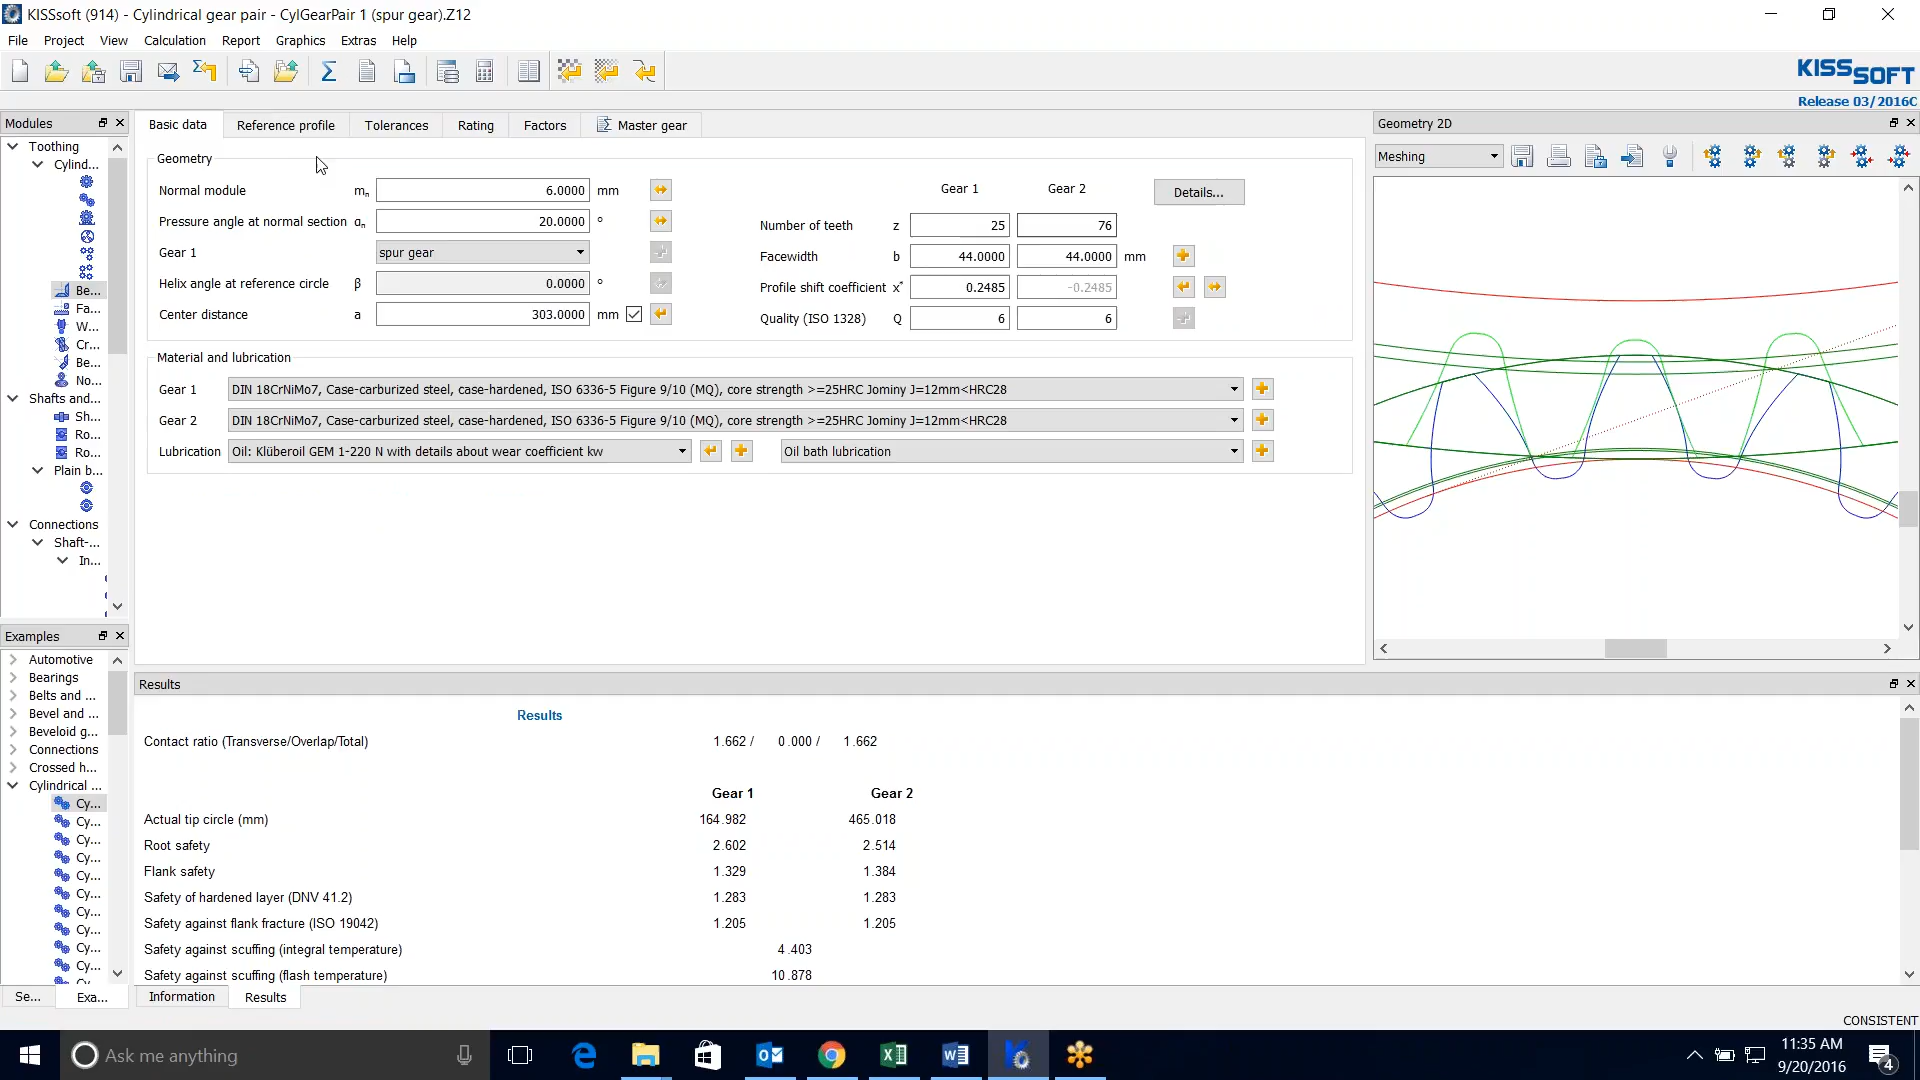 KISSsoft (914) - Cylindrical gear pair - CylGearPair 1 (spur gear).Z12
File Project View Calculation Report Graphics Extras Help
KISSSOFT
Release 03/2016C
Modules
Toothing
Cylind...
Be...
Fa...
W...
Cr...
Be...
No...
Shafts and...
Sh...
Ro...
Ro...
Plain b...
Connections
Shaft-...
In...
Basic data Reference profile Tolerances Rating Factors Master gear
Geometry
Normal module mn 6.0000 mm
Pressure angle at normal section αn 20.0000 °
Gear 1 spur gear
Helix angle at reference circle β 0.0000 °
Center distance a 303.0000 mm
Gear 1 Gear 2 Details...
Number of teeth z 25 76
Facewidth b 44.0000 44.0000 mm
Profile shift coefficient x* 0.2485 -0.2485
Quality (ISO 1328) Q 6 6
Material and lubrication
Gear 1 DIN 18CrNiMo7, Case-carburized steel, case-hardened, ISO 6336-5 Figure 9/10 (MQ), core strength >=25HRC Jominy J=12mm<HRC28
Gear 2 DIN 18CrNiMo7, Case-carburized steel, case-hardened, ISO 6336-5 Figure 9/10 (MQ), core strength >=25HRC Jominy J=12mm<HRC28
Lubrication Oil: Klüberoil GEM 1-220 N with details about wear coefficient kw Oil bath lubrication
Geometry 2D
Meshing
Examples
Automotive
Bearings
Belts and ...
Bevel and ...
Beveloid g...
Connections
Crossed h...
Cylindrical ...
Cy...
Cy...
Cy...
Cy...
Cy...
Cy...
Cy...
Cy...
Cy...
Cy...
Se... Exa...
Results
Results
Contact ratio (Transverse/Overlap/Total) 1.662 / 0.000 / 1.662
Gear 1 Gear 2
Actual tip circle (mm) 164.982 465.018
Root safety 2.602 2.514
Flank safety 1.329 1.384
Safety of hardened layer (DNV 41.2) 1.283 1.283
Safety against flank fracture (ISO 19042) 1.205 1.205
Safety against scuffing (integral temperature) 4.403
Safety against scuffing (flash temperature) 10.878
Information Results
CONSISTENT
Ask me anything
11:35 AM
9/20/2016
4